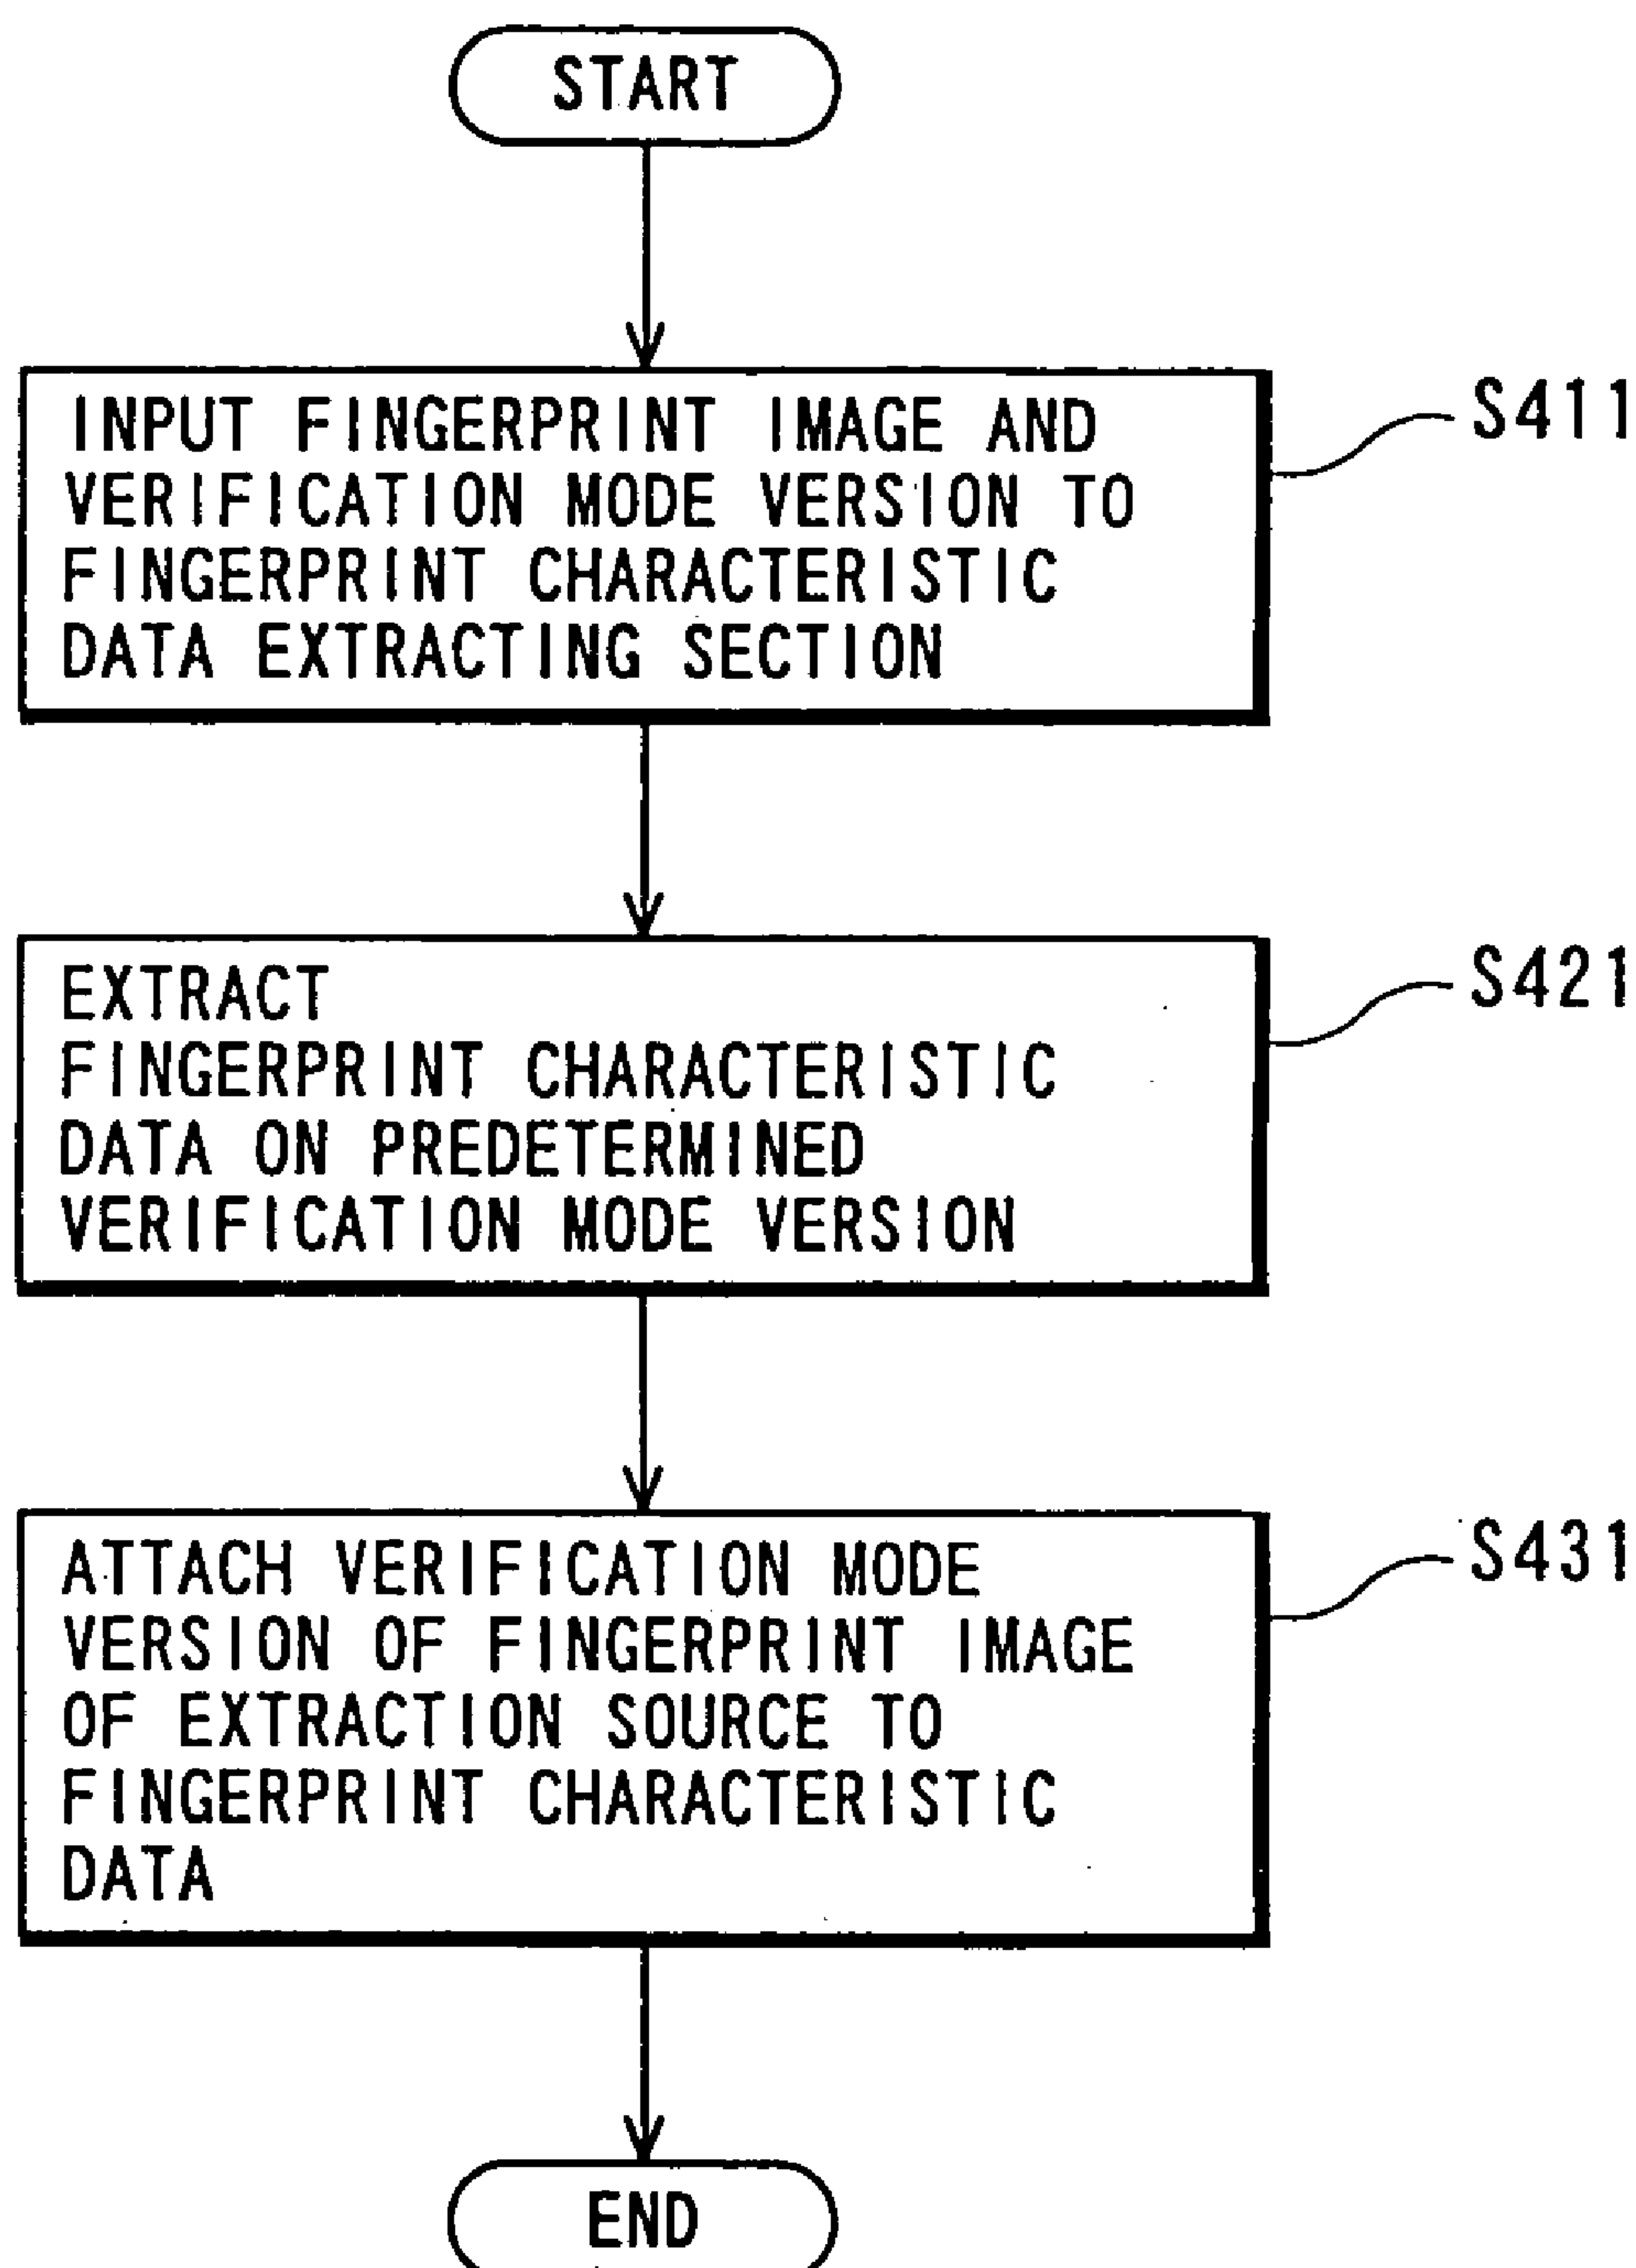 START
INPUT FINGERPRINT IMAGE AND
VERIFICATION MODE VERSION TO
FINGERPRINT CHARACTERISTIC
DATA EXTRACTING SECTION
S411
EXTRACT
FINGERPRINT CHARACTERISTIC
DATA ON PREDETERMINED
VERIFICATION MODE VERSION
S421
ATTACH VERIFICATION MODE
VERSION OF FINGERPRINT IMAGE
OF EXTRACTION SOURCE TO
FINGERPRINT CHARACTERISTIC
DATA
S431
END